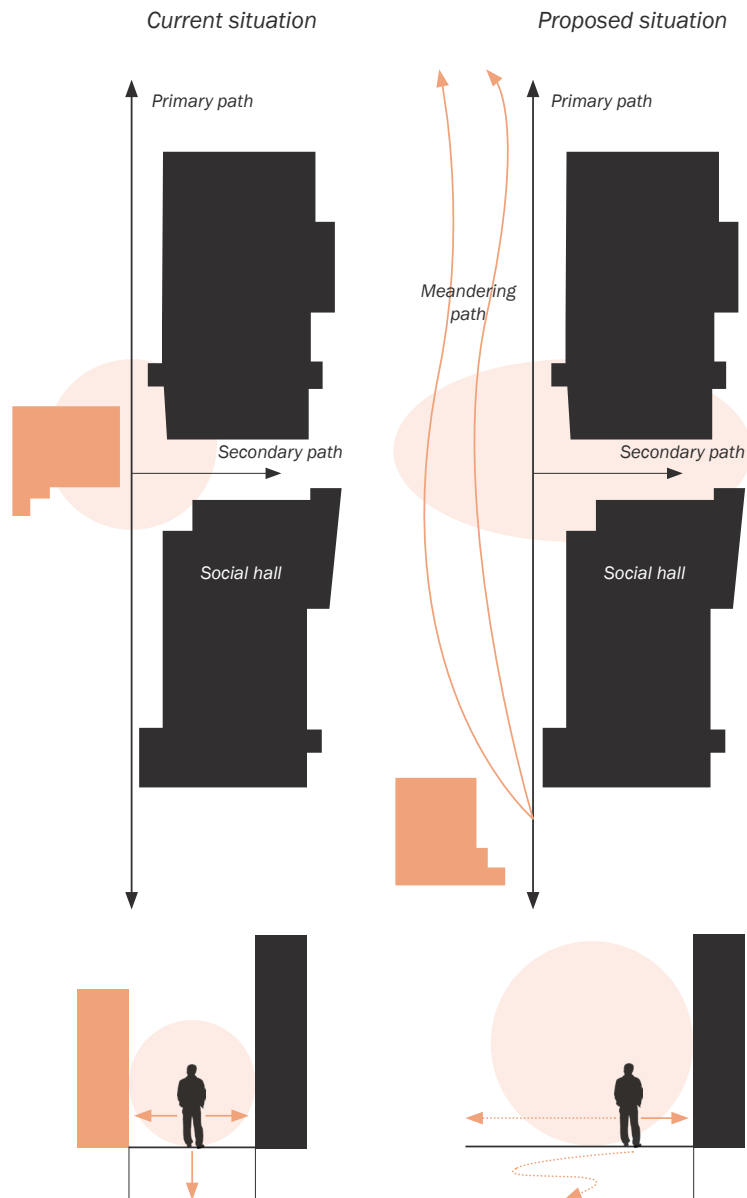 Current situation
Proposed situation
Primary path
Primary path
Meandering
path
Secondary path
Secondary path
Social hall
Social hall